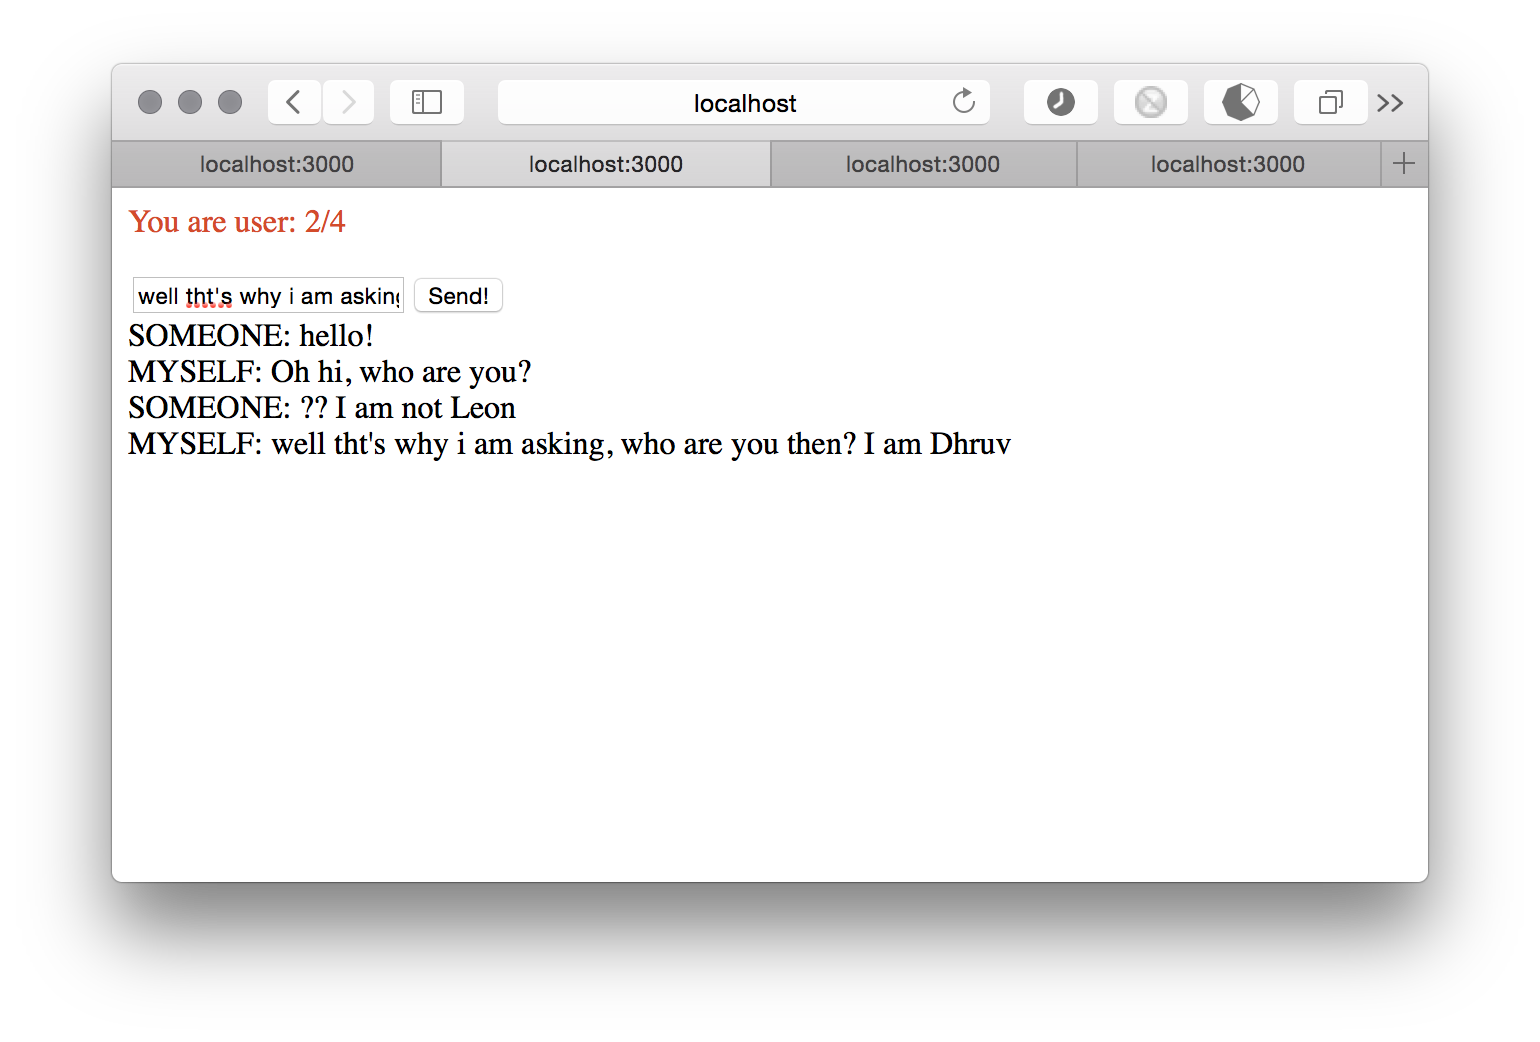 localhost
localhost:3000 localhost:3000 localhost:3000 localhost:3000
You are user: 2/4
well tht's why i am asking Send!
SOMEONE: hello!
MYSELF: Oh hi, who are you?
SOMEONE: ?? I am not Leon
MYSELF: well tht's why i am asking, who are you then? I am Dhruv